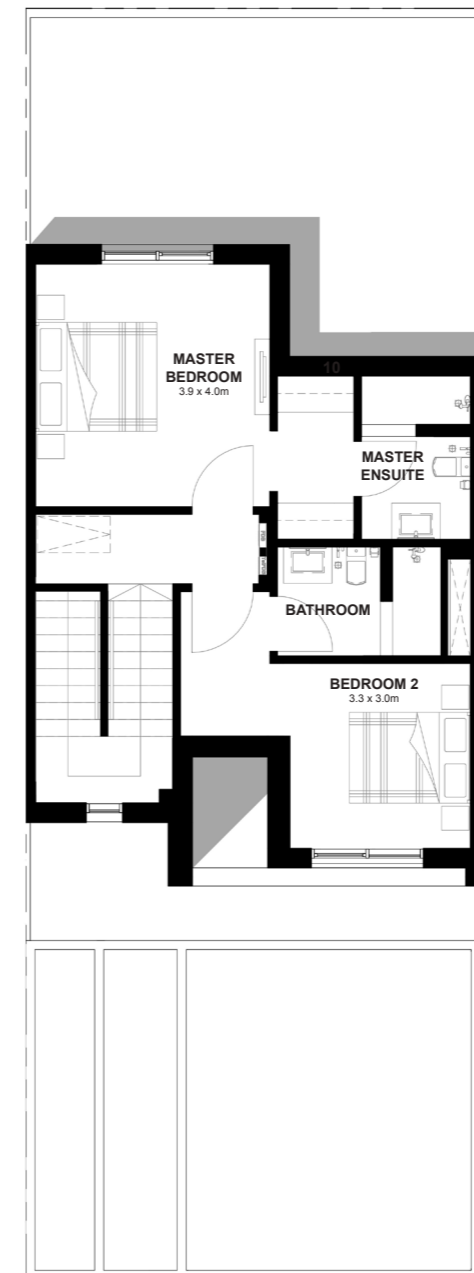 MASTER
BEDROOM
3.9 x 4.0m
10
MASTER
ENSUITE
BATHROOM
BEDROOM 2
3.3 x 3.0m